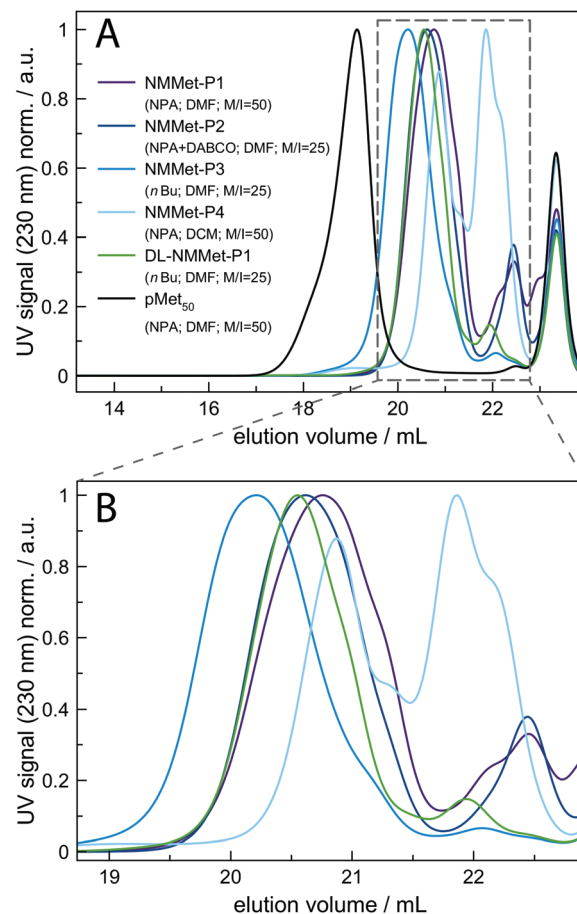 A
NMMet-P1
(NPA; DMF; M/I=50)
NMMet-P2
(NPA+DABCO; DMF; M/I=25)
NMMet-P3
(n Bu; DMF; M/I=25)
NMMet-P4
(NPA; DCM; M/I=50)
DL-NMMet-P1
(n Bu; DMF; M/I=25)
pMet50
(NPA; DMF; M/I=50)
UV signal (230 nm) norm. / a.u.
1
0.8
0.6
0.4
0.2
0
14
16
18
20
22
elution volume / mL
B
UV signal (230 nm) norm. / a.u.
1
0.8
0.6
0.4
0.2
0
19
20
21
22
elution volume / mL